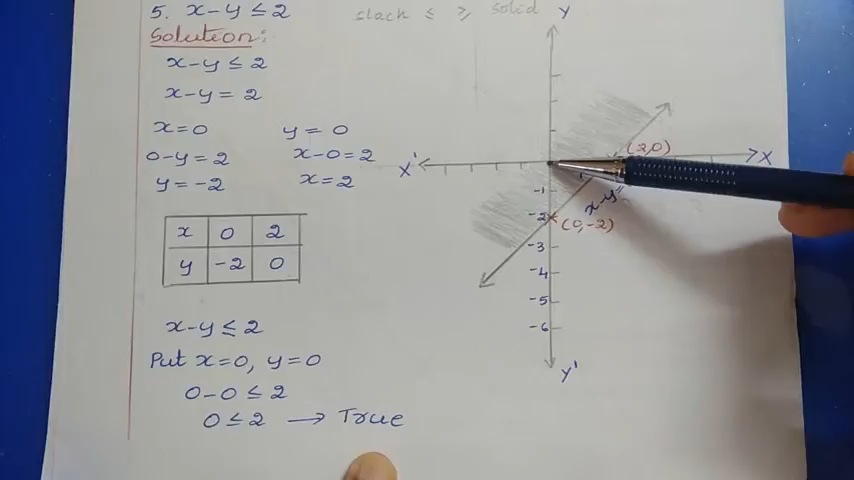 5. x-y ≤ 2
≤ ≥ solid
Solution:
x-y ≤ 2
x-y = 2
x=0 y=0
0-y=2 x-0=2
y=-2 x=2
x 0 2
y -2 0
x-y ≤ 2
Put x=0, y=0
0-0 ≤ 2
0 ≤ 2 → True
Y
X' X
(2,0)
-1
x-y=
-2 (0,-2)
-3
-4
-5
-6
Y'